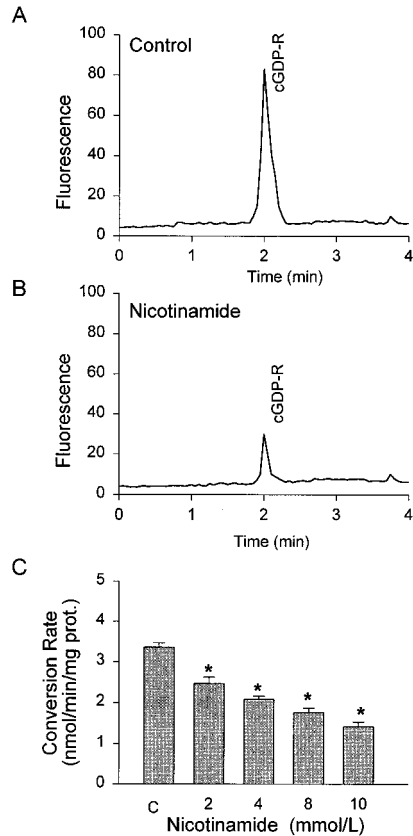 A
Control
cGDP-R
100
80
60
40
20
0
Fluorescence
0 1 2 3 4
Time (min)
B
Nicotinamide
cGDP-R
100
80
60
40
20
0
Fluorescence
0 1 2 3 4
Time (min)
C
5
4
3
2
1
0
Conversion Rate
(nmol/min/mg prot.)
* * * *
C 2 4 8 10
Nicotinamide (mmol/L)